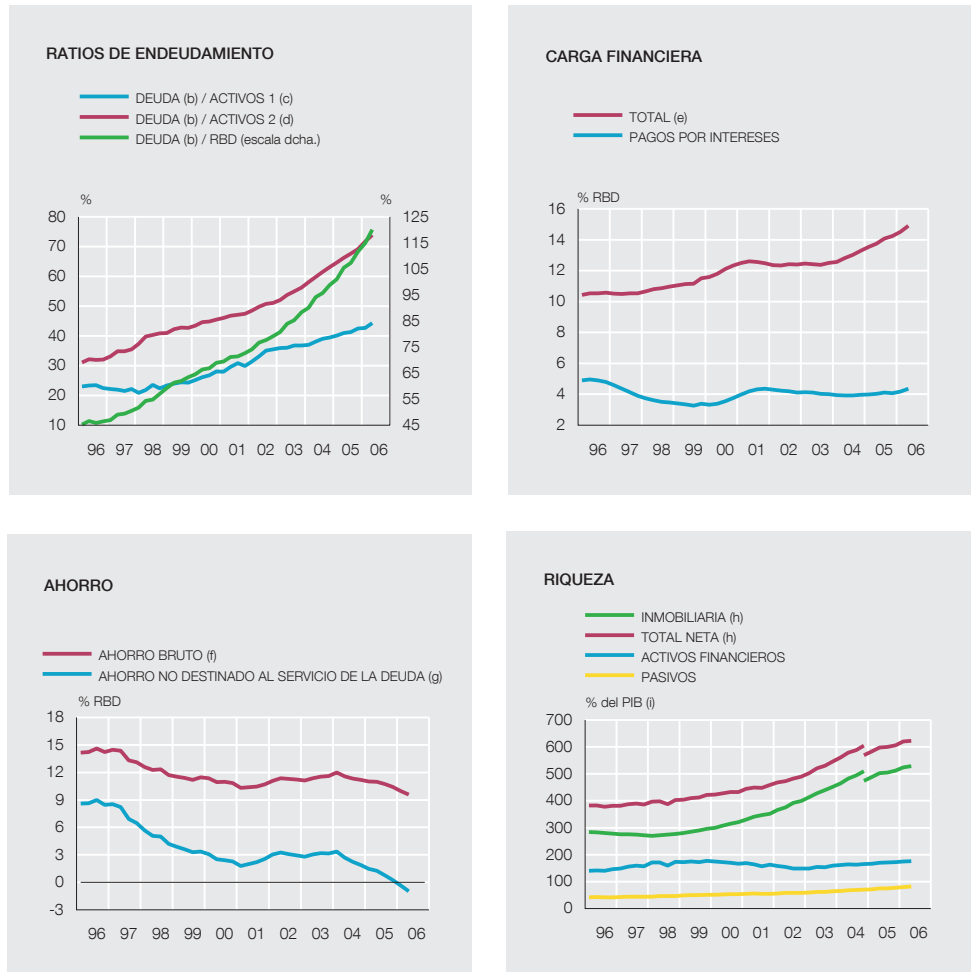 RATIOS DE ENDEUDAMIENTO
DEUDA (b) / ACTIVOS 1 (c)
DEUDA (b) / ACTIVOS 2 (d)
DEUDA (b) / RBD (escala dcha.)
% %
80 125
70 115
60 105
50 95
40 85
30 75
20 65
10 55
45
96 97 98 99 00 01 02 03 04 05 06
CARGA FINANCIERA
TOTAL (e)
PAGOS POR INTERESES
% RBD
16
14
12
10
8
6
4
2
96 97 98 99 00 01 02 03 04 05 06
AHORRO
AHORRO BRUTO (f)
AHORRO NO DESTINADO AL SERVICIO DE LA DEUDA (g)
% RBD
18
15
12
9
6
3
0
-3
96 97 98 99 00 01 02 03 04 05 06
RIQUEZA
INMOBILIARIA (h)
TOTAL NETA (h)
ACTIVOS FINANCIEROS
PASIVOS
% del PIB (i)
700
600
500
400
300
200
100
0
96 97 98 99 00 01 02 03 04 05 06